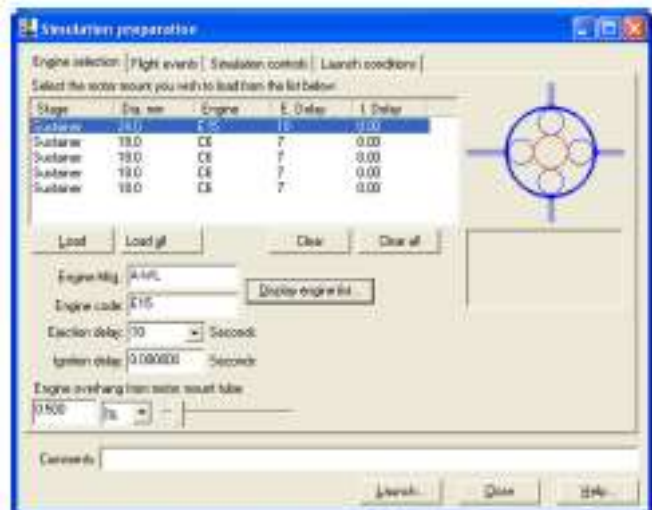 Simulation preparation
Engine selection Flight events Simulation controls Launch conditions
Select the motor mount you wish to load from the list below:
Stage Dia. mm Engine E. Delay I. Delay
Sustainer 24.0 E15 10 0.00
Sustainer 18.0 C6 7 0.00
Sustainer 18.0 C6 7 0.00
Sustainer 18.0 C6 7 0.00
Sustainer 18.0 C6 7 0.00
Load Load all Clear Clear all
Engine Mfg.
Display engine list...
Engine code: E15
Ejection delay: 10 Seconds
Ignition delay: 0.000000 Seconds
Engine overhang from motor mount tube
0.500 In.
Comments:
Launch... Close Help...